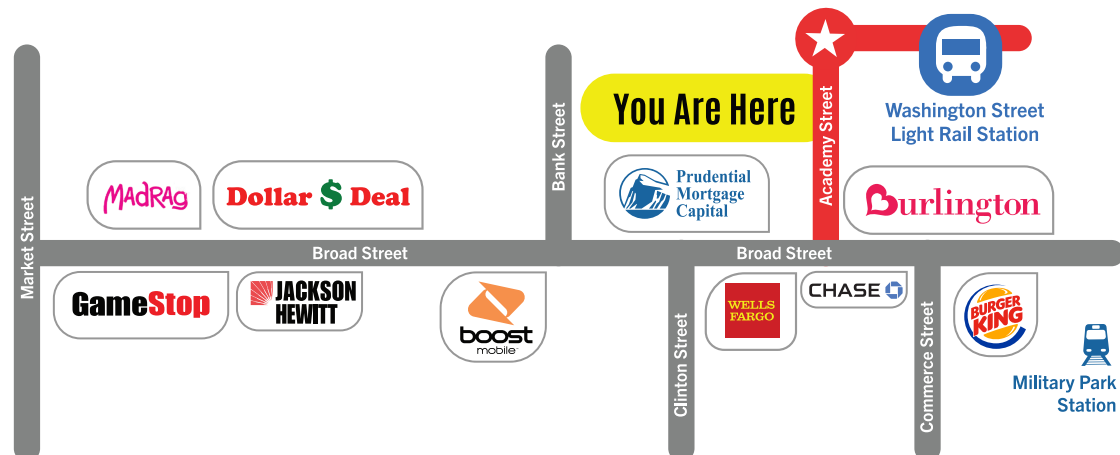 You Are Here
Washington Street
Light Rail Station
Market Street
Bank Street
Academy Street
MADRAG
Dollar $ Deal
Prudential
Mortgage
Capital
Burlington
Broad Street
Broad Street
GameStop
JACKSON
HEWITT
boost
mobile
Clinton Street
WELLS
FARGO
CHASE
Commerce Street
BURGER
KING
Military Park
Station